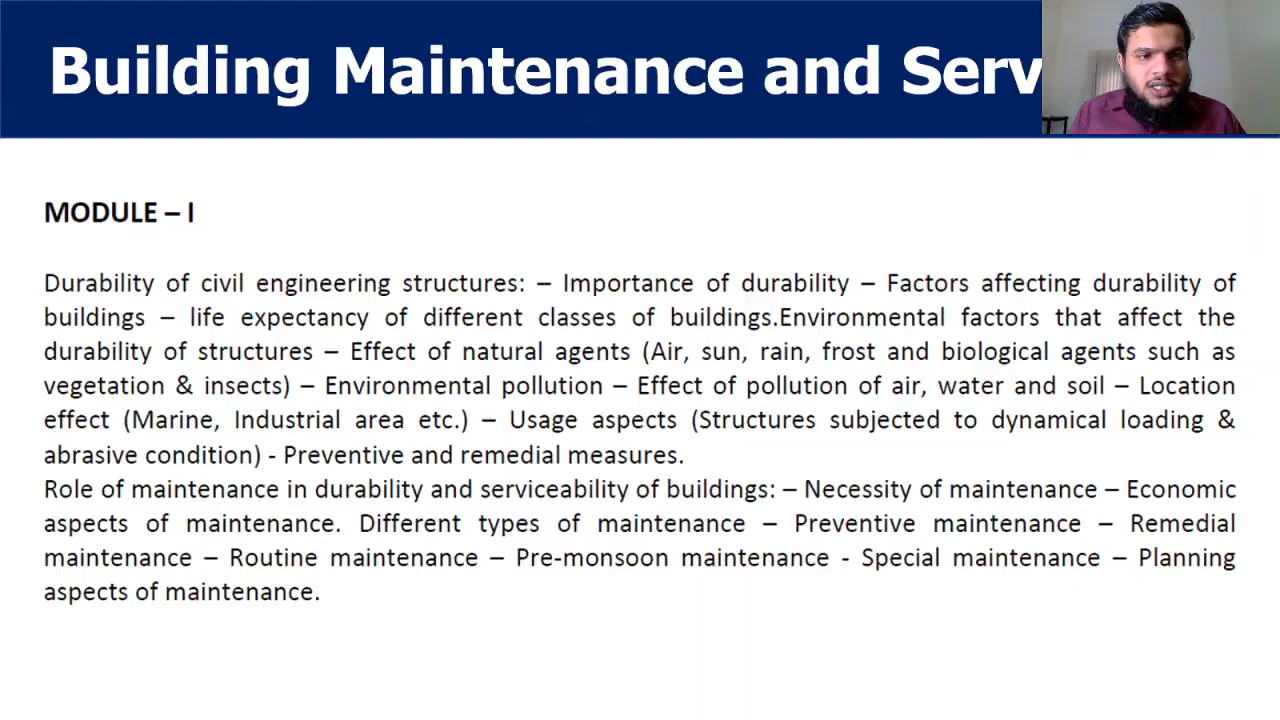 Building Maintenance and Serv
MODULE – I
Durability of civil engineering structures: – Importance of durability – Factors affecting durability of
buildings – life expectancy of different classes of buildings.Environmental factors that affect the
durability of structures – Effect of natural agents (Air, sun, rain, frost and biological agents such as
vegetation & insects) – Environmental pollution – Effect of pollution of air, water and soil – Location
effect (Marine, Industrial area etc.) – Usage aspects (Structures subjected to dynamical loading &
abrasive condition) - Preventive and remedial measures.
Role of maintenance in durability and serviceability of buildings: – Necessity of maintenance – Economic
aspects of maintenance. Different types of maintenance – Preventive maintenance – Remedial
maintenance – Routine maintenance – Pre-monsoon maintenance - Special maintenance – Planning
aspects of maintenance.